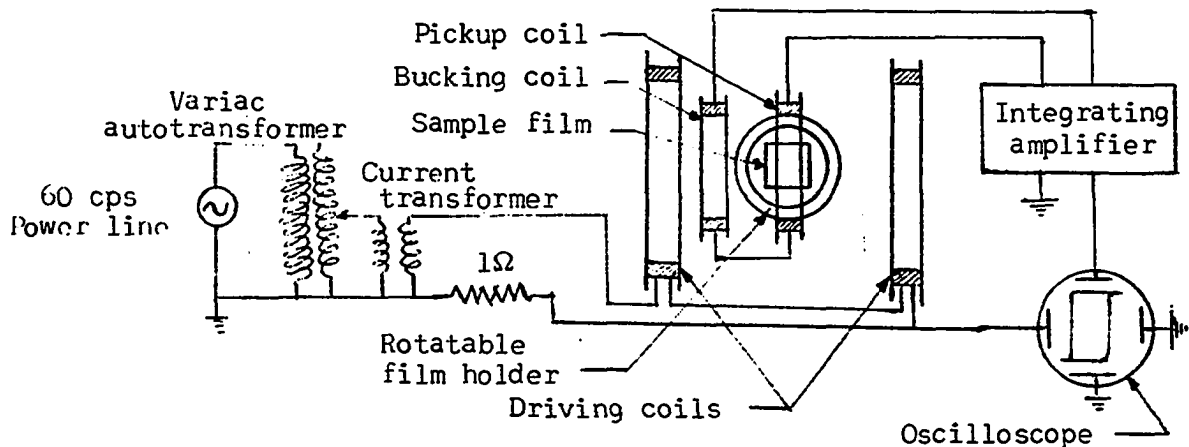 Pickup coil
Bucking coil
Sample film
Variac
autotransformer
Current
transformer
60 cps
Power line
1Ω
Integrating
amplifier
Rotatable
film holder
Driving coils
Oscilloscope